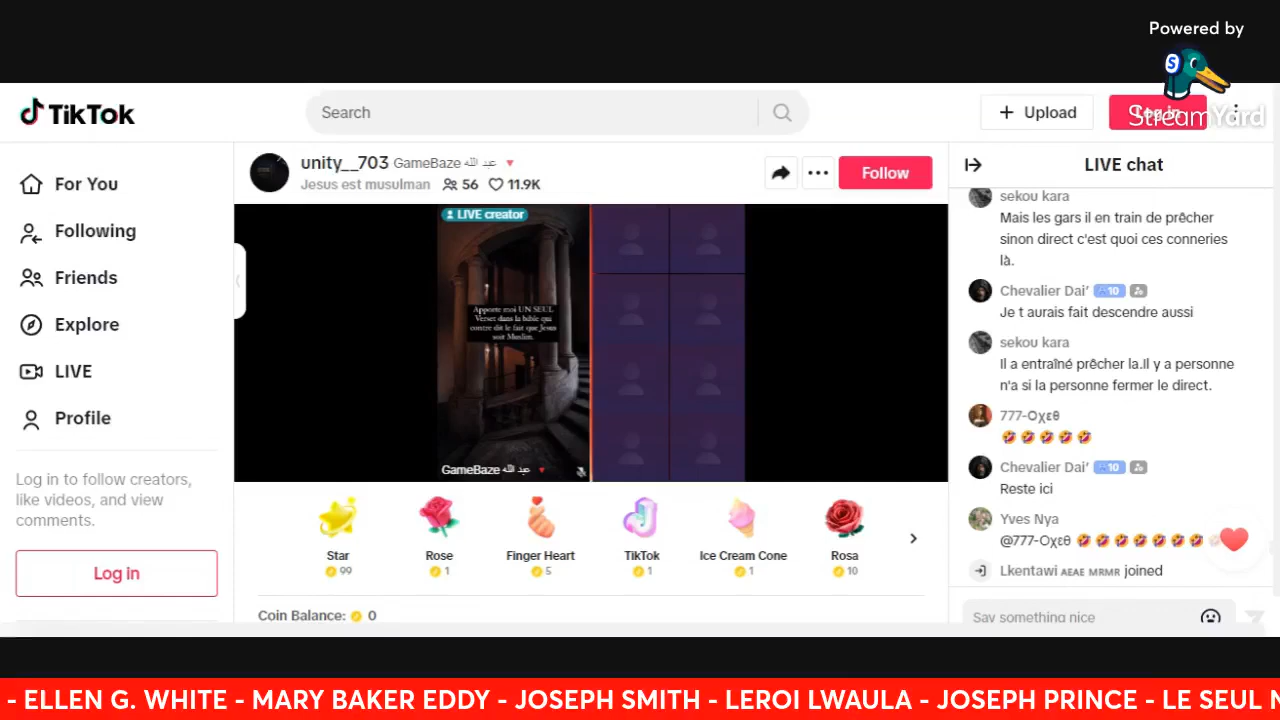 Powered by
StreamYard
TikTok
Search
Upload
Log in
For You
Following
Friends
Explore
LIVE
Profile
Log in to follow creators,
like videos, and view
comments.
Log in
unity__703 GameBaze عبد الله
Jesus est musulman 56 11.9K
Follow
LIVE creator
Apporte moi UN SEUL
Verset dans la bible qui
contre dit le fait que Jesus
soit Muslim.
GameBaze عبد الله
Star
99
Rose
1
Finger Heart
5
TikTok
1
Ice Cream Cone
1
Rosa
10
Coin Balance: 0
LIVE chat
sekou kara
Mais les gars il en train de prêcher
sinon direct c'est quoi ces conneries
là.
Chevalier Dai’ 10
Je t aurais fait descendre aussi
sekou kara
Il a entraîné prêcher la.Il y a personne
n'a si la personne fermer le direct.
777-Οχεθ
🤣🤣🤣🤣🤣
Chevalier Dai’ 10
Reste ici
Yves Nya
@777-Οχεθ 🤣🤣🤣🤣🤣🤣🤣
Lkentawi ᴀᴇᴀᴇ ᴍʀᴍʀ joined
Say something nice
- ELLEN G. WHITE - MARY BAKER EDDY - JOSEPH SMITH - LEROI LWAULA - JOSEPH PRINCE - LE SEUL